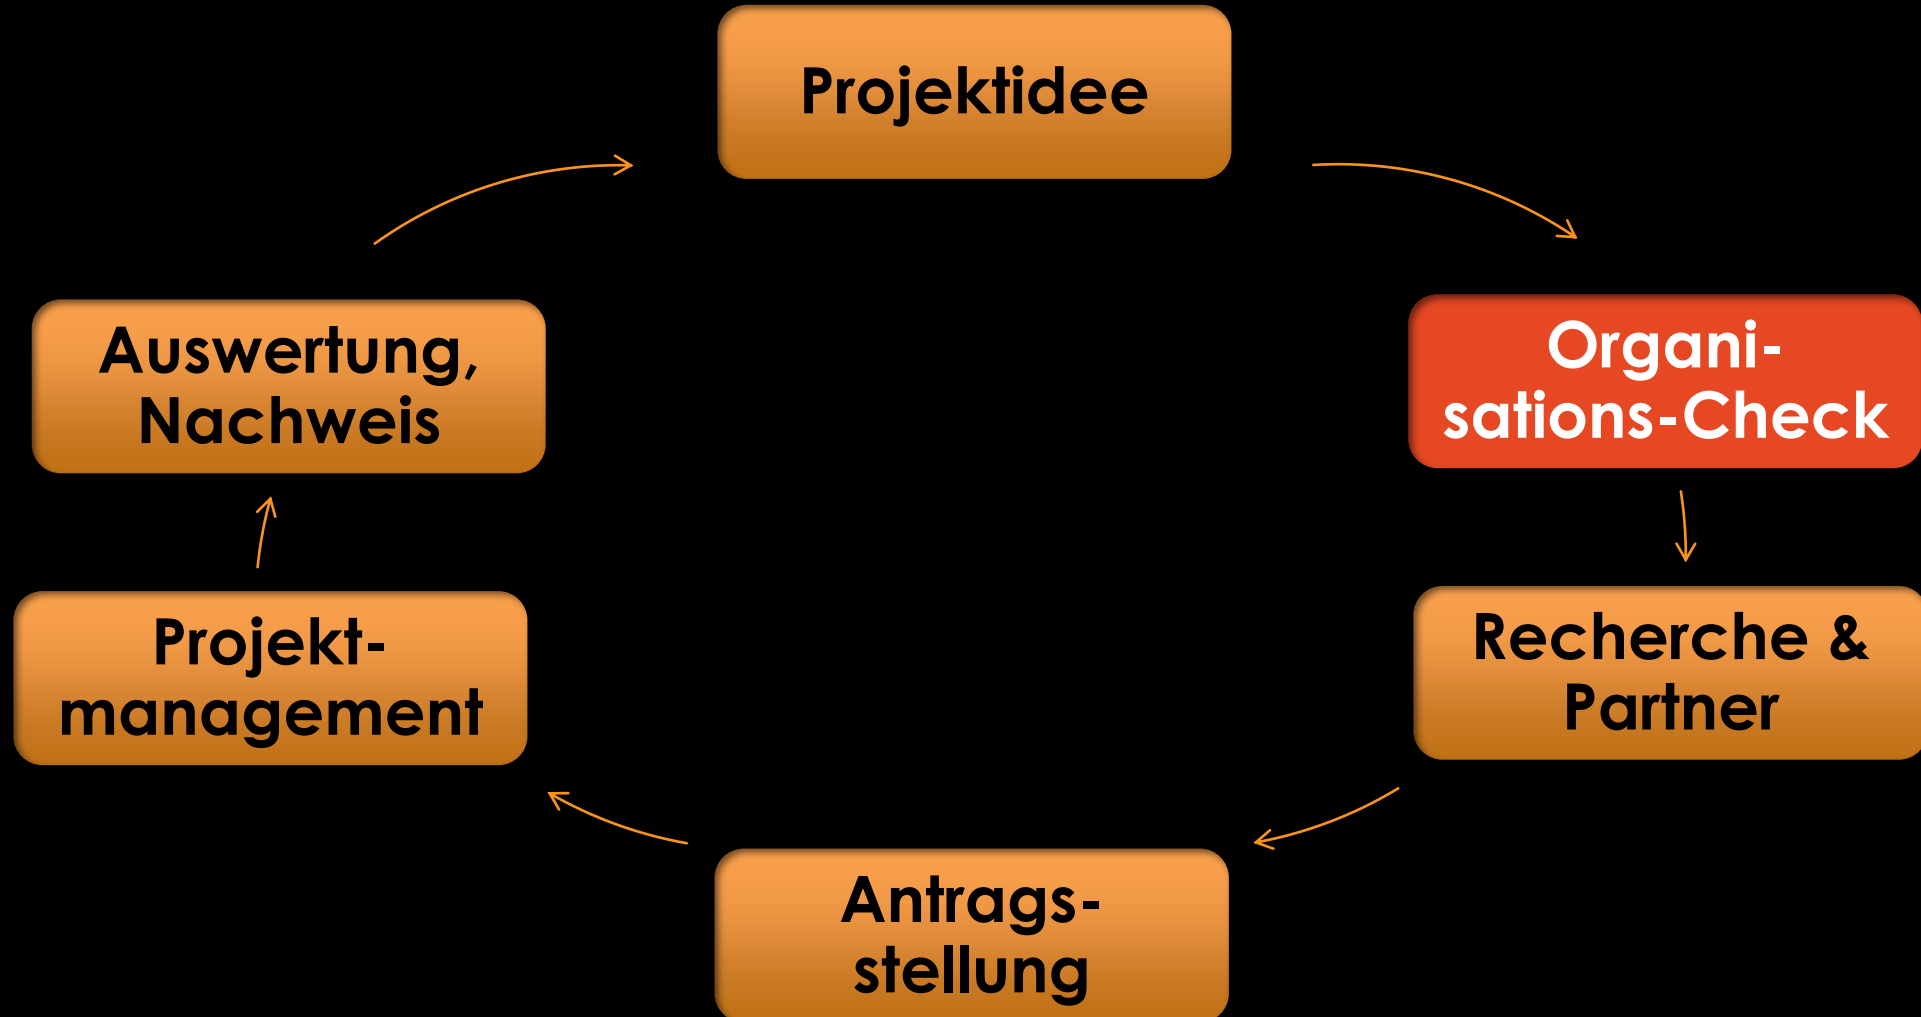 Projektidee
Organi-
sations-Check
Recherche &
Partner
Antrags-
stellung
Projekt-
management
Auswertung,
Nachweis